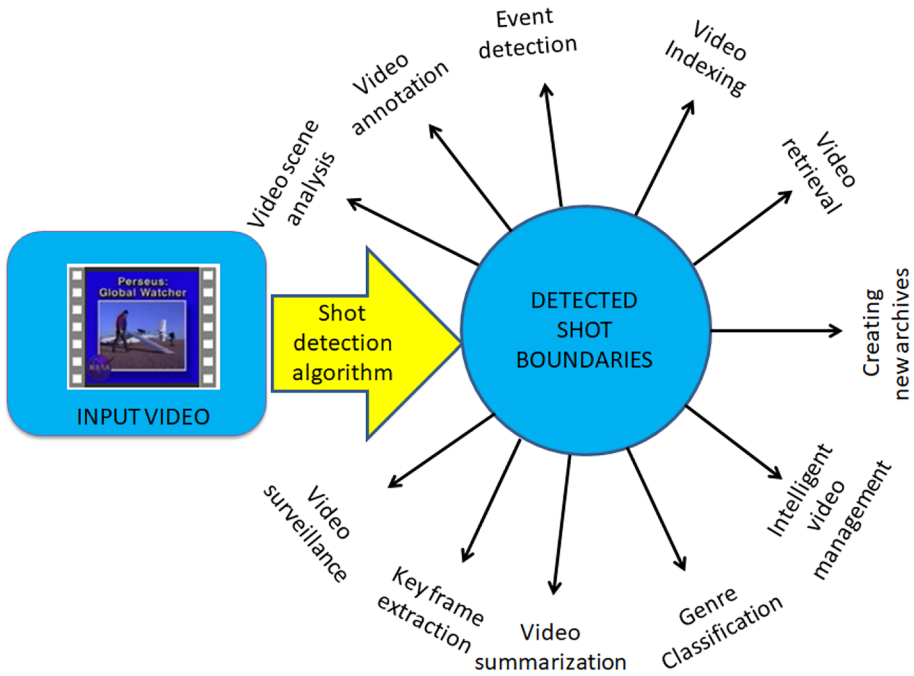 Event
detection
Video
Indexing
Video
annotation
Video
retrieval
Video scene
analysis
Perseus:
Global Watcher
INPUT VIDEO
Shot
detection
algorithm
DETECTED
SHOT
BOUNDARIES
Creating
new archives
Intelligent
video
management
Video
surveillance
Key frame
extraction
Video
summarization
Genre
Classification
NASA